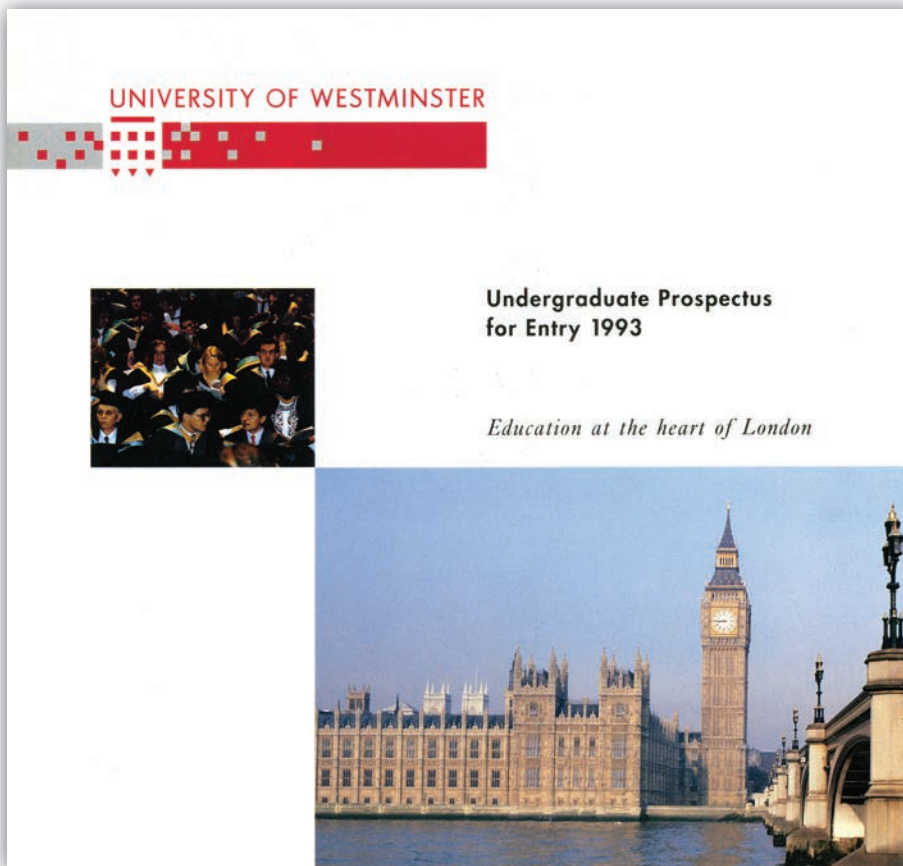 UNIVERSITY OF WESTMINSTER
Undergraduate Prospectus
for Entry 1993
Education at the heart of London